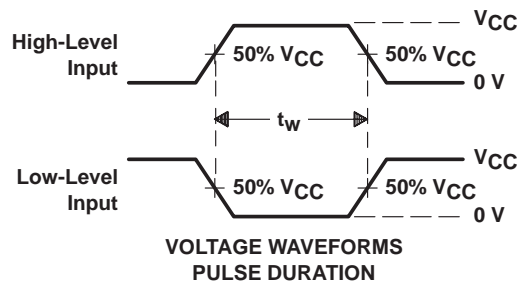 High-Level
Input
50% VCC
50% VCC
VCC
0 V
tw
Low-Level
Input
50% VCC
50% VCC
VCC
0 V
VOLTAGE WAVEFORMS
PULSE DURATION